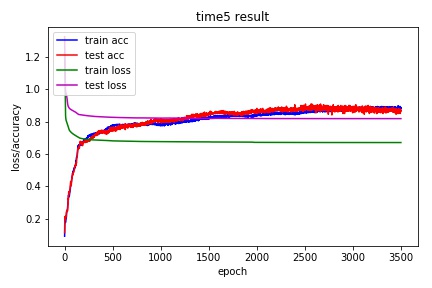 time5 result
train acc
test acc
train loss
test loss
loss/accuracy
1.2
1.0
0.8
0.6
0.4
0.2
0 500 1000 1500 2000 2500 3000 3500
epoch